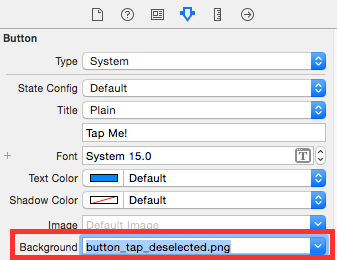 Button
Type System
State Config Default
Title Plain
Tap Me!
+ Font System 15.0 T
Text Color Default
Shadow Color Default
Image Default Image
Background button_tap_deselected.png